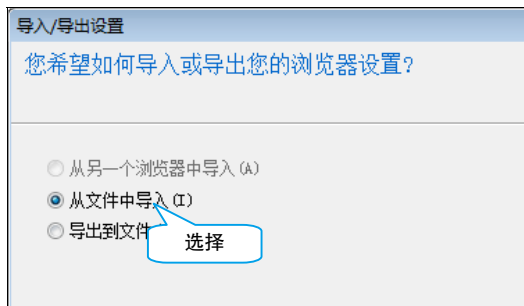 导入/导出设置
您希望如何导入或导出您的浏览器设置?
从另一个浏览器中导入(A)
从文件中导入(I)
导出到文件
选择